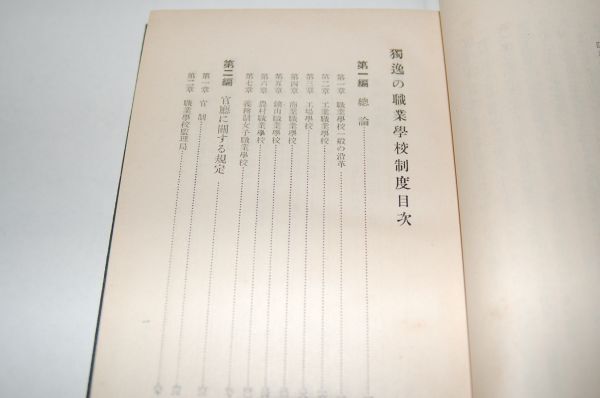 獨逸の職業學校制度目次
第一編 總論
第一章 職業學校一般の沿革
第二章 工業職業學校
第三章 工場學校
第四章 商業職業學校
第五章 鑛山職業學校
第六章 農村職業學校
第七章 義務制女子職業學校
第二編 官廳に關する規定
第一章 官制
第二章 職業學校監理局